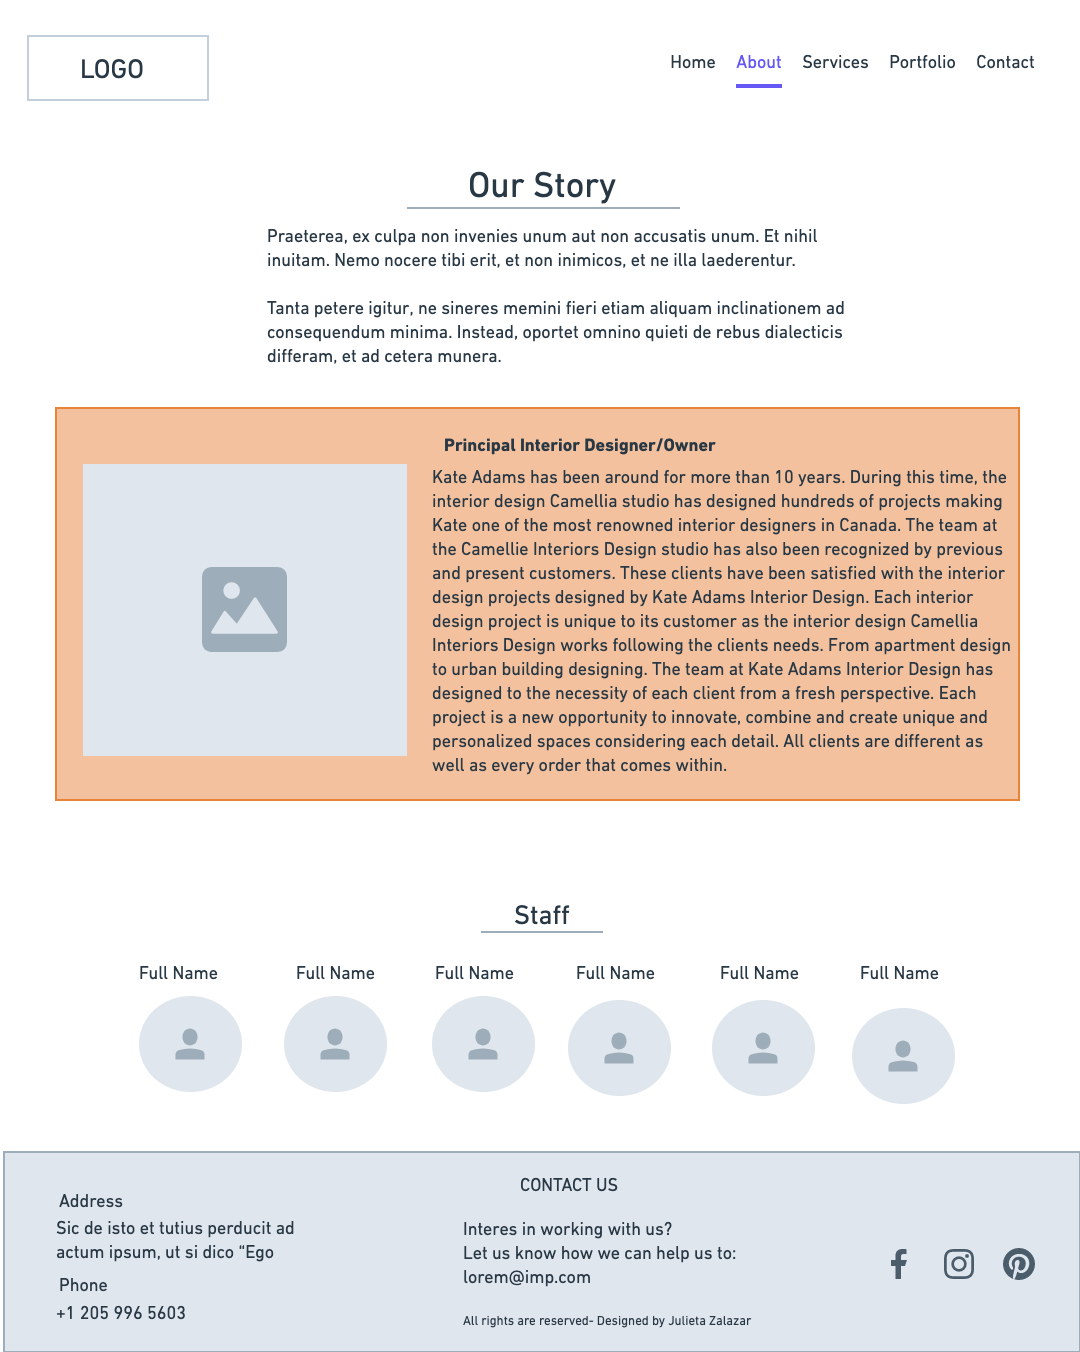 LOGO
Home About Services Portfolio Contact
Our Story
Praeterea, ex culpa non invenies unum aut non accusatis unum. Et nihil
inuitam. Nemo nocere tibi erit, et non inimicos, et ne illa laederentur.
Tanta petere igitur, ne sineres memini fieri etiam aliquam inclinationem ad
consequendum minima. Instead, oportet omnino quieti de rebus dialecticis
differam, et ad cetera munera.
Principal Interior Designer/Owner
Kate Adams has been around for more than 10 years. During this time, the
interior design Camellia studio has designed hundreds of projects making
Kate one of the most renowned interior designers in Canada. The team at
the Camellie Interiors Design studio has also been recognized by previous
and present customers. These clients have been satisfied with the interior
design projects designed by Kate Adams Interior Design. Each interior
design project is unique to its customer as the interior design Camellia
Interiors Design works following the clients needs. From apartment design
to urban building designing. The team at Kate Adams Interior Design has
designed to the necessity of each client from a fresh perspective. Each
project is a new opportunity to innovate, combine and create unique and
personalized spaces considering each detail. All clients are different as
well as every order that comes within.
Staff
Full Name Full Name Full Name Full Name Full Name Full Name
Address
Sic de isto et tutius perducit ad
actum ipsum, ut si dico “Ego
Phone
+1 205 996 5603
CONTACT US
Interes in working with us?
Let us know how we can help us to:
lorem@imp.com
All rights are reserved- Designed by Julieta Zalazar